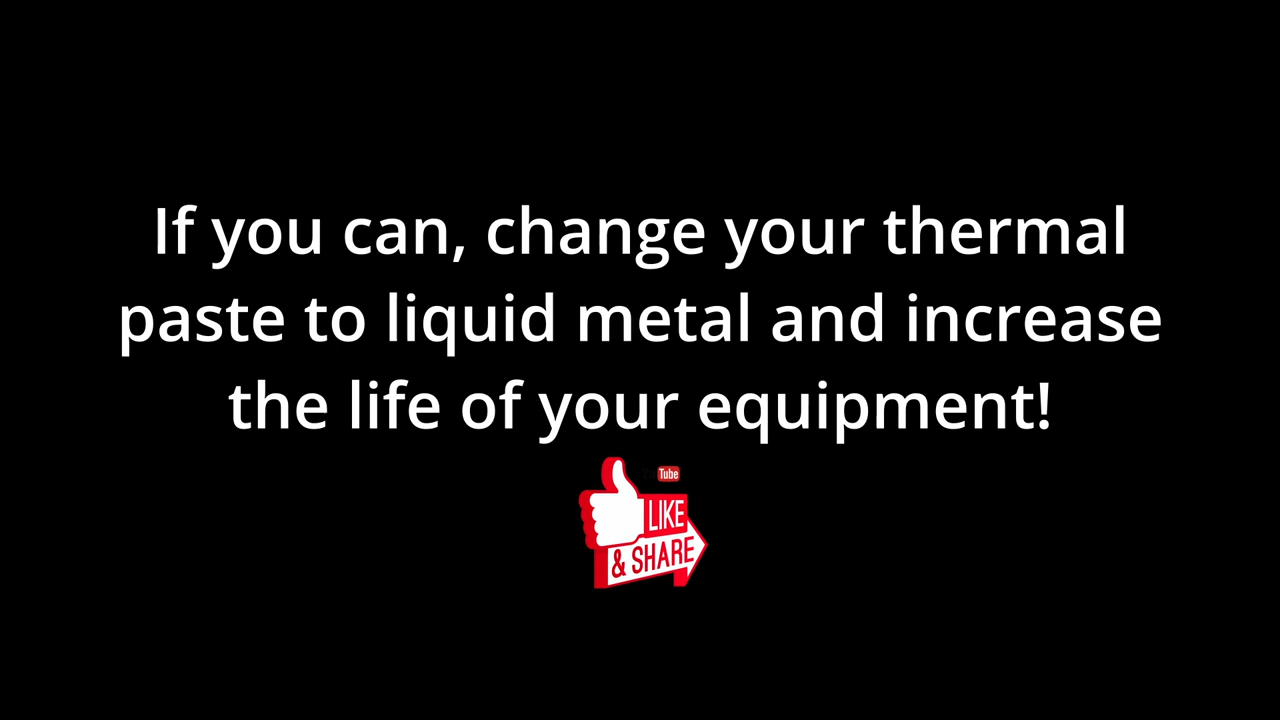 If you can, change your thermal
paste to liquid metal and increase
the life of your equipment!
Tube
LIKE
& SHARE